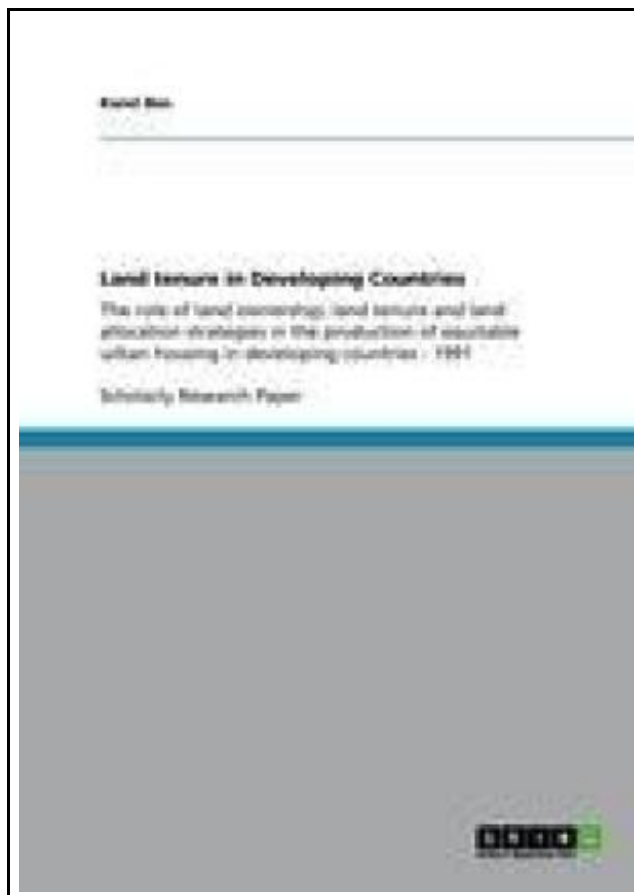 Land tenure in Developing Countries
The role of land ownership, land tenure and land
allocation strategies in the production of equitable
urban housing in developing countries - 1991
Scholarly Research Paper